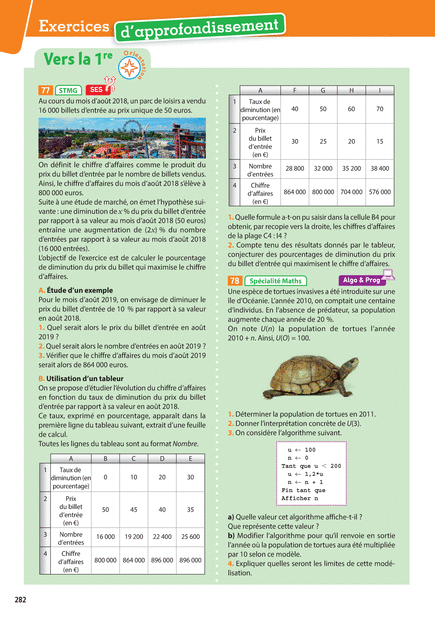 Exercices d'approfondissement
Vers la 1re
Orientation
77 STMG SES
Au cours du mois d'août 2018, un parc de loisirs a vendu
16 000 billets d'entrée au prix unique de 50 euros.
On définit le chiffre d'affaires comme le produit
du prix du billet d'entrée par le nombre de billets vendus.
Ainsi, le chiffre d'affaires du mois d'août 2018 s'élève à
800 000 euros.
Suite à une étude de marché, on émet l'hypothèse sui-
vante : une diminution de x % du prix du billet d'entrée
par rapport à sa valeur au mois d'août 2018 (50 euros)
entraîne une augmentation de (2x) % du nombre
d'entrées par rapport à sa valeur au mois d'août 2018
(16 000 entrées).
L'objectif de l'exercice est de calculer le pourcentage
de diminution du prix du billet qui maximise le chiffre
d'affaires.
A. Étude d'un exemple
Pour le mois d'août 2019, on envisage de diminuer le
prix du billet d'entrée de 10 % par rapport à sa valeur
en août 2018.
1. Quel serait alors le prix du billet d'entrée en août
2019 ?
2. Quel serait alors le nombre d'entrées en août 2019 ?
3. Vérifier que le chiffre d'affaires du mois d'août 2019
serait alors de 864 000 euros.
B. Utilisation d'un tableur
On se propose d'étudier l'évolution du chiffre d'affaires
en fonction du taux de diminution du prix du billet
d'entrée par rapport à sa valeur en août 2018.
Ce taux, exprimé en pourcentage, apparaît dans la
première ligne du tableau suivant, extrait d'une feuille
de calcul.
Toutes les lignes du tableau sont au format Nombre.
A B C D E
1 Taux de
diminution (en
pourcentage) 0 10 20 30
2 Prix
du billet
d'entrée
(en €) 50 45 40 35
3 Nombre
d'entrées 16 000 19 200 22 400 25 600
4 Chiffre
d'affaires
(en €) 800 000 864 000 896 000 896 000
A F G H I
1 Taux de
diminution (en
pourcentage) 40 50 60 70
2 Prix
du billet
d'entrée
(en €) 30 25 20 15
3 Nombre
d'entrées 28 800 32 000 35 200 38 400
4 Chiffre
d'affaires
(en €) 864 000 800 000 704 000 576 000
1. Quelle formule a-t-on pu saisir dans la cellule B4 pour
obtenir, par recopie vers la droite, les chiffres d'affaires
de la plage C4 : I4 ?
2. Compte tenu des résultats donnés par le tableur,
conjecturer des pourcentages de diminution du prix
du billet d'entrée qui maximisent le chiffre d'affaires.
78 Spécialité Maths Algo & Prog
Une espèce de tortues invasives a été introduite sur une
île d'Océanie. L'année 2010, on comptait une centaine
d'individus. En l'absence de prédateur, sa population
augmente chaque année de 20 %.
On note U(n) la population de tortues l'année
2010 + n. Ainsi, U(0) = 100.
1. Déterminer la population de tortues en 2011.
2. Donner l'interprétation concrète de U(3).
3. On considère l'algorithme suivant.
u ← 100
n ← 0
Tant que u < 200
u ← 1,2*u
n ← n + 1
Fin tant que
Afficher n
a) Quelle valeur cet algorithme affiche-t-il ?
Que représente cette valeur ?
b) Modifier l'algorithme pour qu'il renvoie en sortie
l'année où la population de tortues aura été multipliée
par 10 selon ce modèle.
4. Expliquer quelles seront les limites de cette modé-
lisation.
282